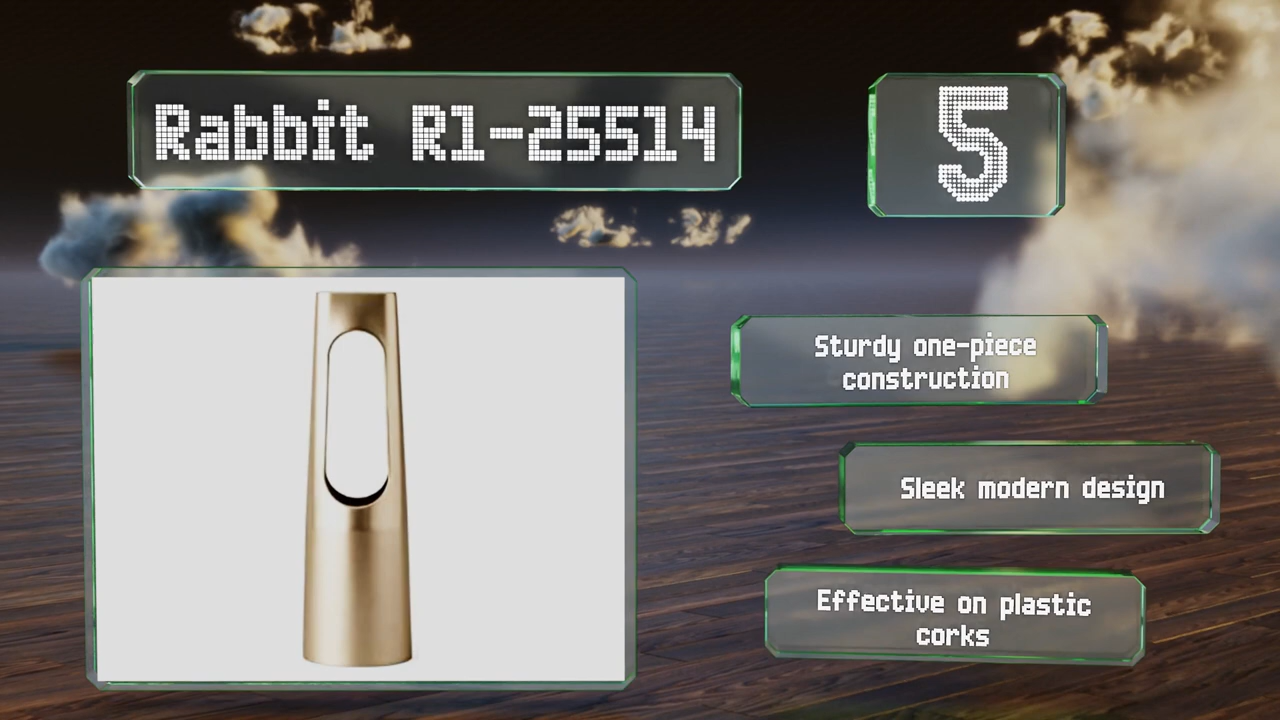 Rabbit R1-25514
5
Sturdy one-piece
construction
Sleek modern design
Effective on plastic
corks